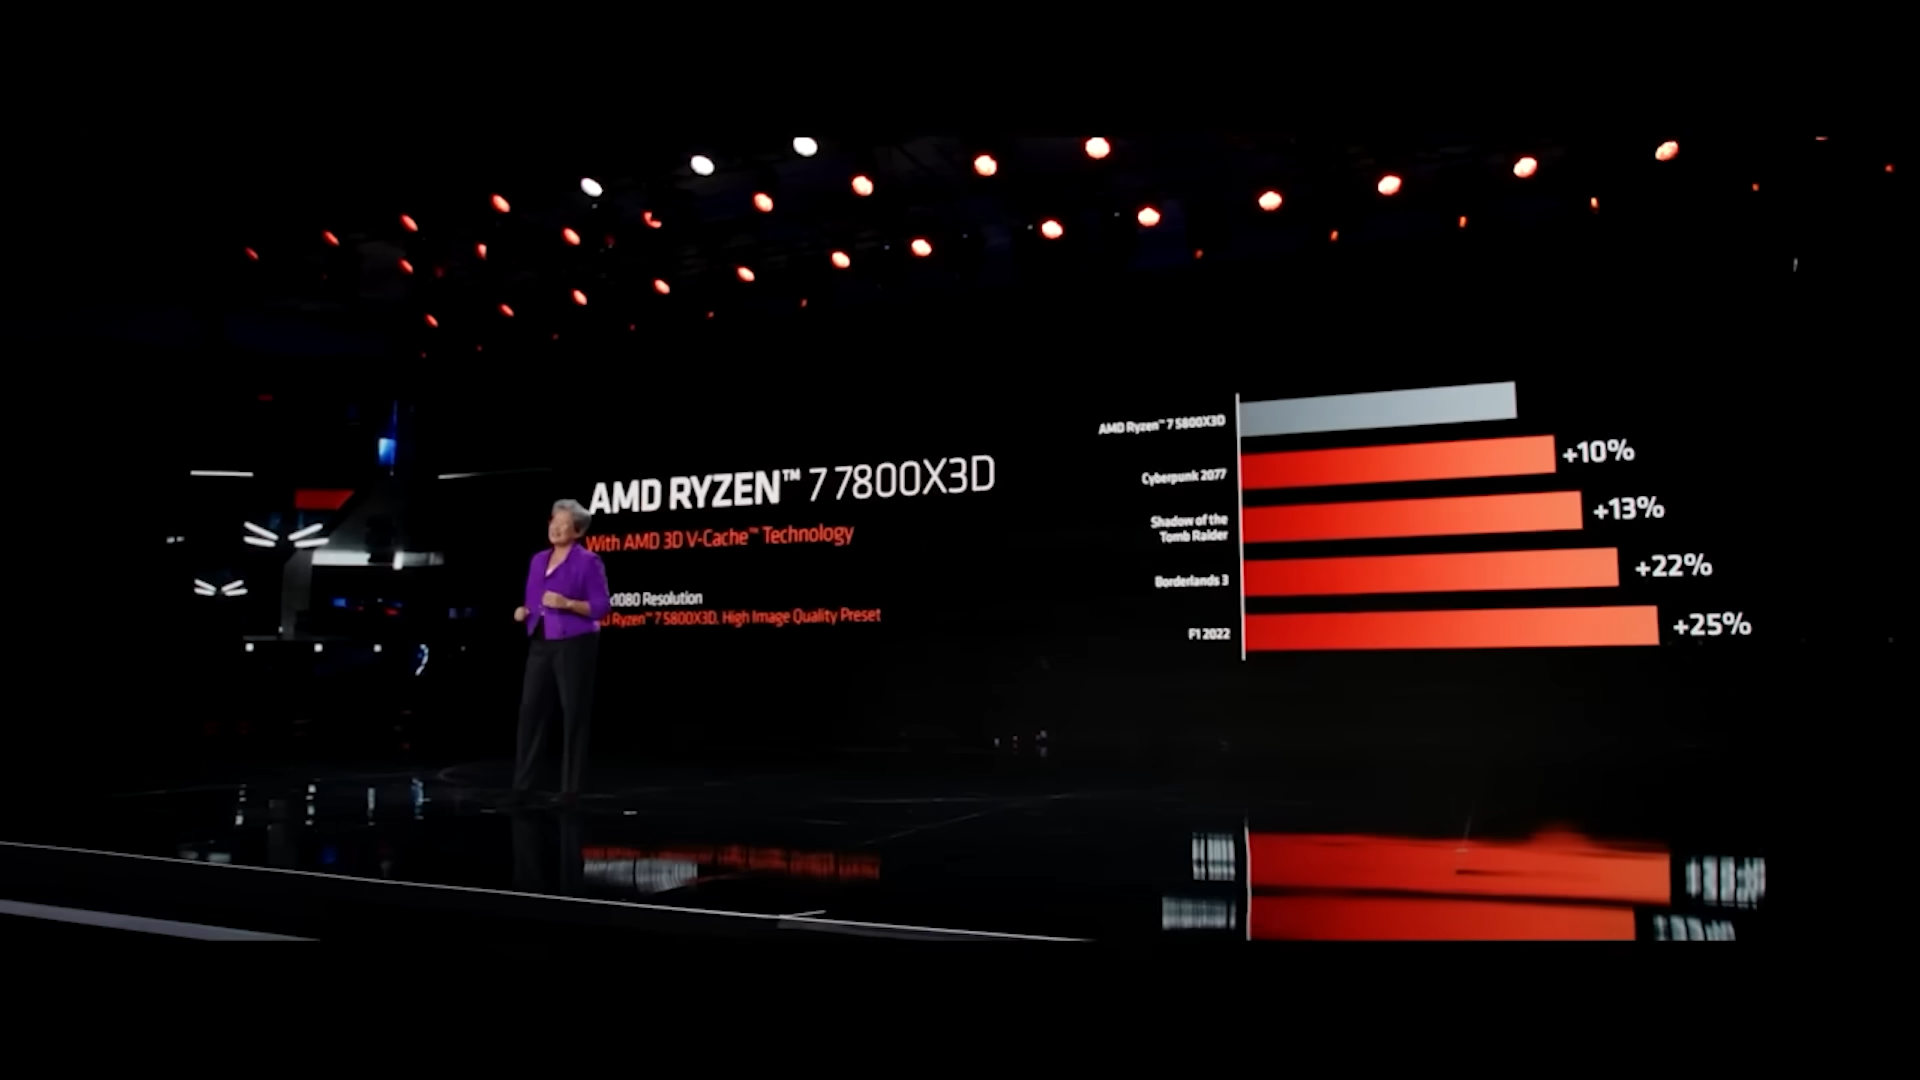 AMD RYZEN™ 7 7800X3D
With AMD 3D V-Cache™ Technology
x1080 Resolution
Ryzen™ 7 5800X3D, High Image Quality Preset
AMD Ryzen™ 7 5800X3D
Cyberpunk 2077
+10%
Shadow of the
Tomb Raider
+13%
Borderlands 3
+22%
F1 2022
+25%